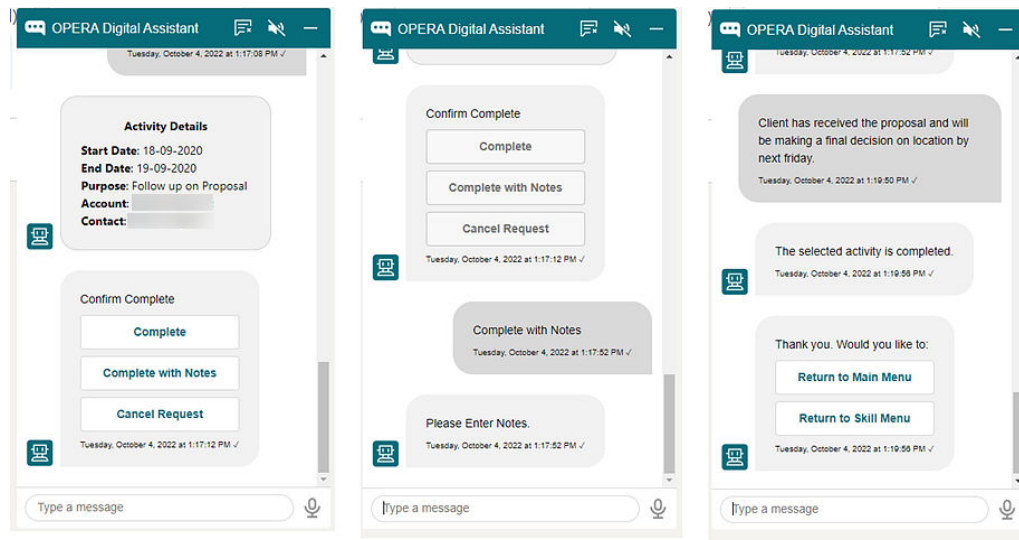 OPERA Digital Assistant
Tuesday, October 4, 2022 at 1:17:08 PM ✓
Activity Details
Start Date: 18-09-2020
End Date: 19-09-2020
Purpose: Follow up on Proposal
Account:
Contact:
Confirm Complete
Complete
Complete with Notes
Cancel Request
Tuesday, October 4, 2022 at 1:17:12 PM ✓
Type a message
OPERA Digital Assistant
Confirm Complete
Complete
Complete with Notes
Cancel Request
Tuesday, October 4, 2022 at 1:17:12 PM ✓
Complete with Notes
Tuesday, October 4, 2022 at 1:17:52 PM ✓
Please Enter Notes.
Tuesday, October 4, 2022 at 1:17:52 PM ✓
Type a message
OPERA Digital Assistant
Tuesday, October 4, 2022 at 1:17:52 PM ✓
Client has received the proposal and will
be making a final decision on location by
next friday.
Tuesday, October 4, 2022 at 1:19:50 PM ✓
The selected activity is completed.
Tuesday, October 4, 2022 at 1:19:56 PM ✓
Thank you. Would you like to:
Return to Main Menu
Return to Skill Menu
Tuesday, October 4, 2022 at 1:19:56 PM ✓
Type a message